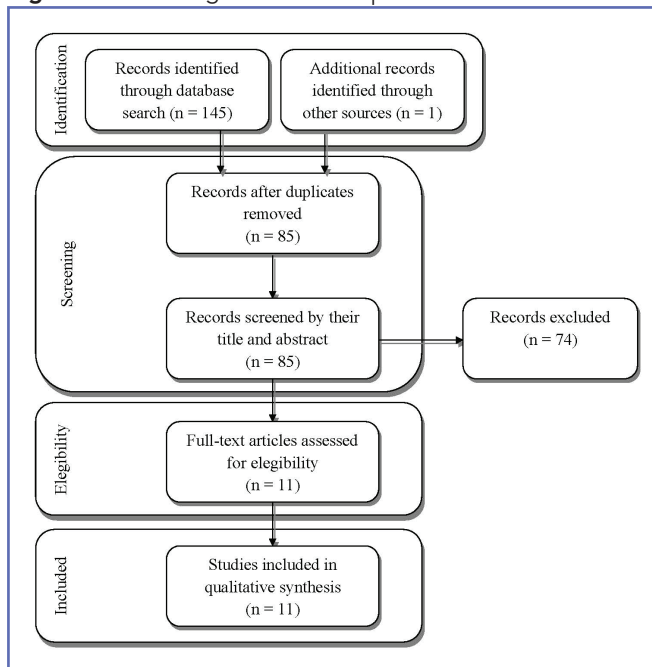 Identification
Records identified
through database
search (n = 145)
Additional records
identified through
other sources (n = 1)
Screening
Records after duplicates
removed
(n = 85)
Records screened by their
title and abstract
(n = 85)
Records excluded
(n = 74)
Elegibility
Full-text articles assessed
for elegibility
(n = 11)
Included
Studies included in
qualitative synthesis
(n = 11)